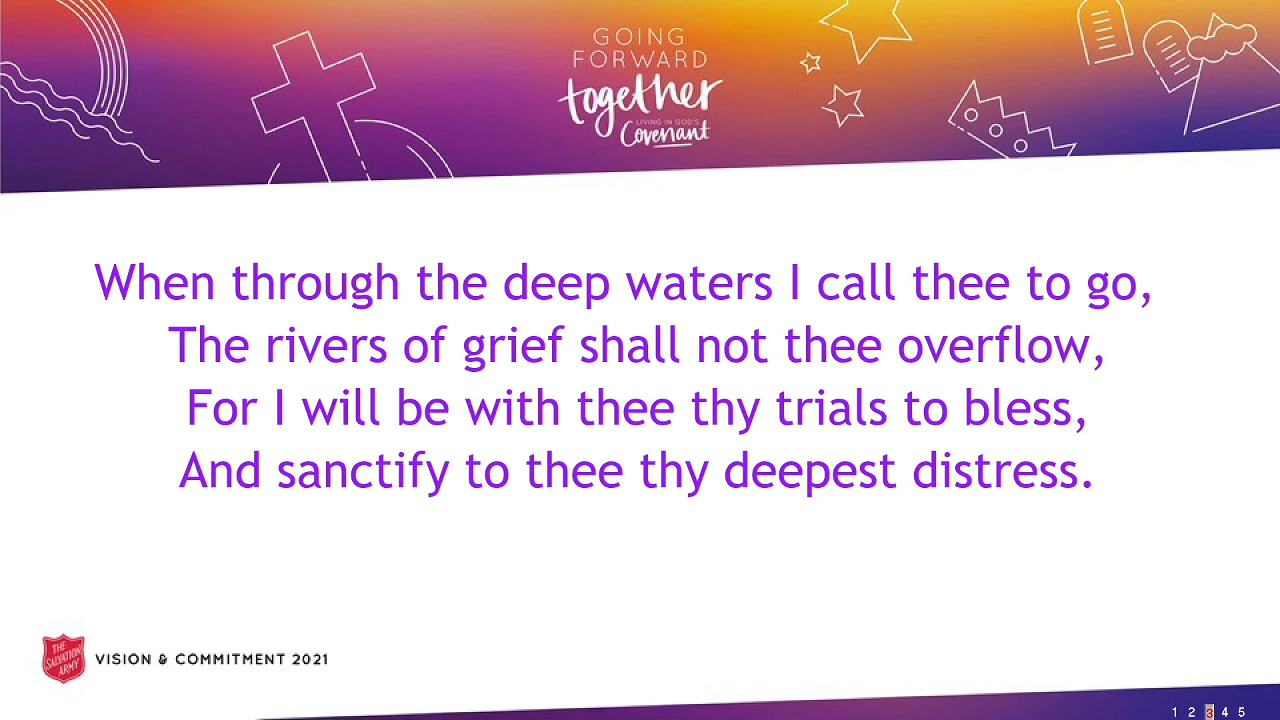 GOING
FORWARD
together
LIVING IN GOD'S
Covenant
When through the deep waters I call thee to go,
The rivers of grief shall not thee overflow,
For I will be with thee thy trials to bless,
And sanctify to thee thy deepest distress.
THE
SALVATION
ARMY
VISION & COMMITMENT 2021
1 2 3 4 5